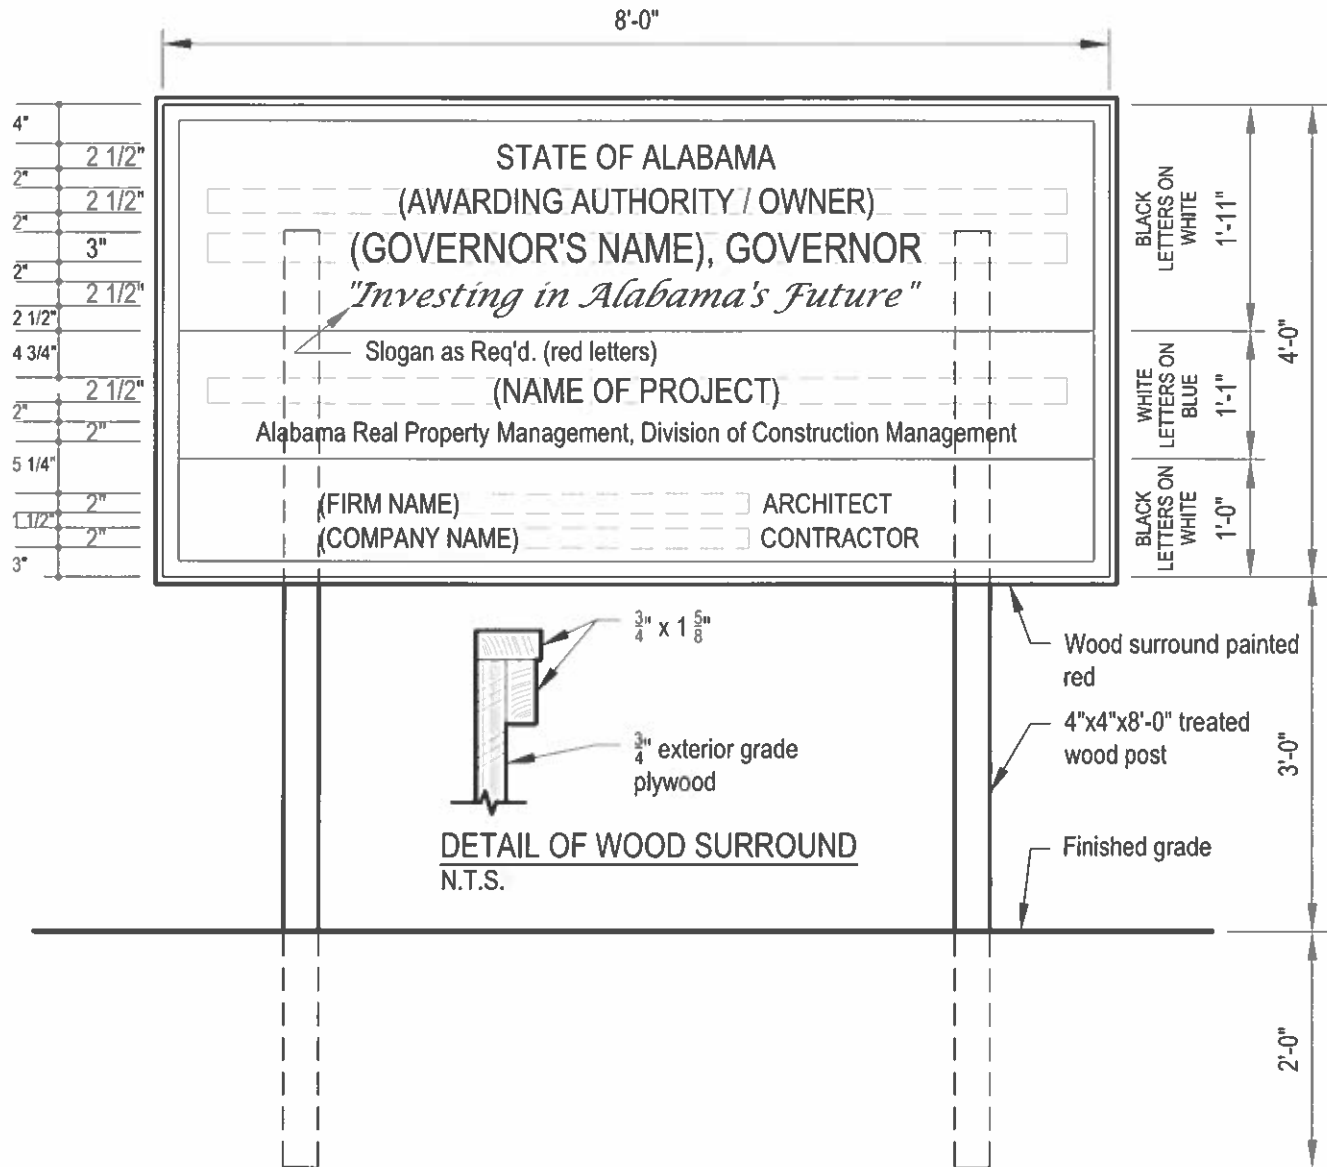 8'-0"
4"
2 1/2"
2"
2 1/2"
2"
3"
2"
2 1/2"
2 1/2"
4 3/4"
2 1/2"
2"
2"
5 1/4"
2"
1 1/2"
2"
3"
STATE OF ALABAMA
(AWARDING AUTHORITY / OWNER)
(GOVERNOR'S NAME), GOVERNOR
"Investing in Alabama's Future"
Slogan as Req'd. (red letters)
(NAME OF PROJECT)
Alabama Real Property Management, Division of Construction Management
(FIRM NAME) ARCHITECT
(COMPANY NAME) CONTRACTOR
BLACK
LETTERS ON
WHITE
1'-11"
WHITE
LETTERS ON
BLUE
1'-1"
BLACK
LETTERS ON
WHITE
1'-0"
4'-0"
3'-0"
2'-0"
3/4" x 1 5/8"
3/4" exterior grade
plywood
DETAIL OF WOOD SURROUND
N.T.S.
Wood surround painted
red
4"x4"x8'-0" treated
wood post
Finished grade